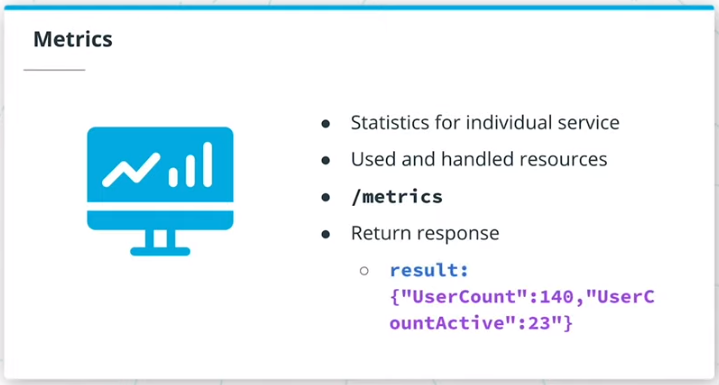 Metrics
● Statistics for individual service
● Used and handled resources
● /metrics
● Return response
○ result:
{"UserCount":140,"UserC
ountActive":23"}